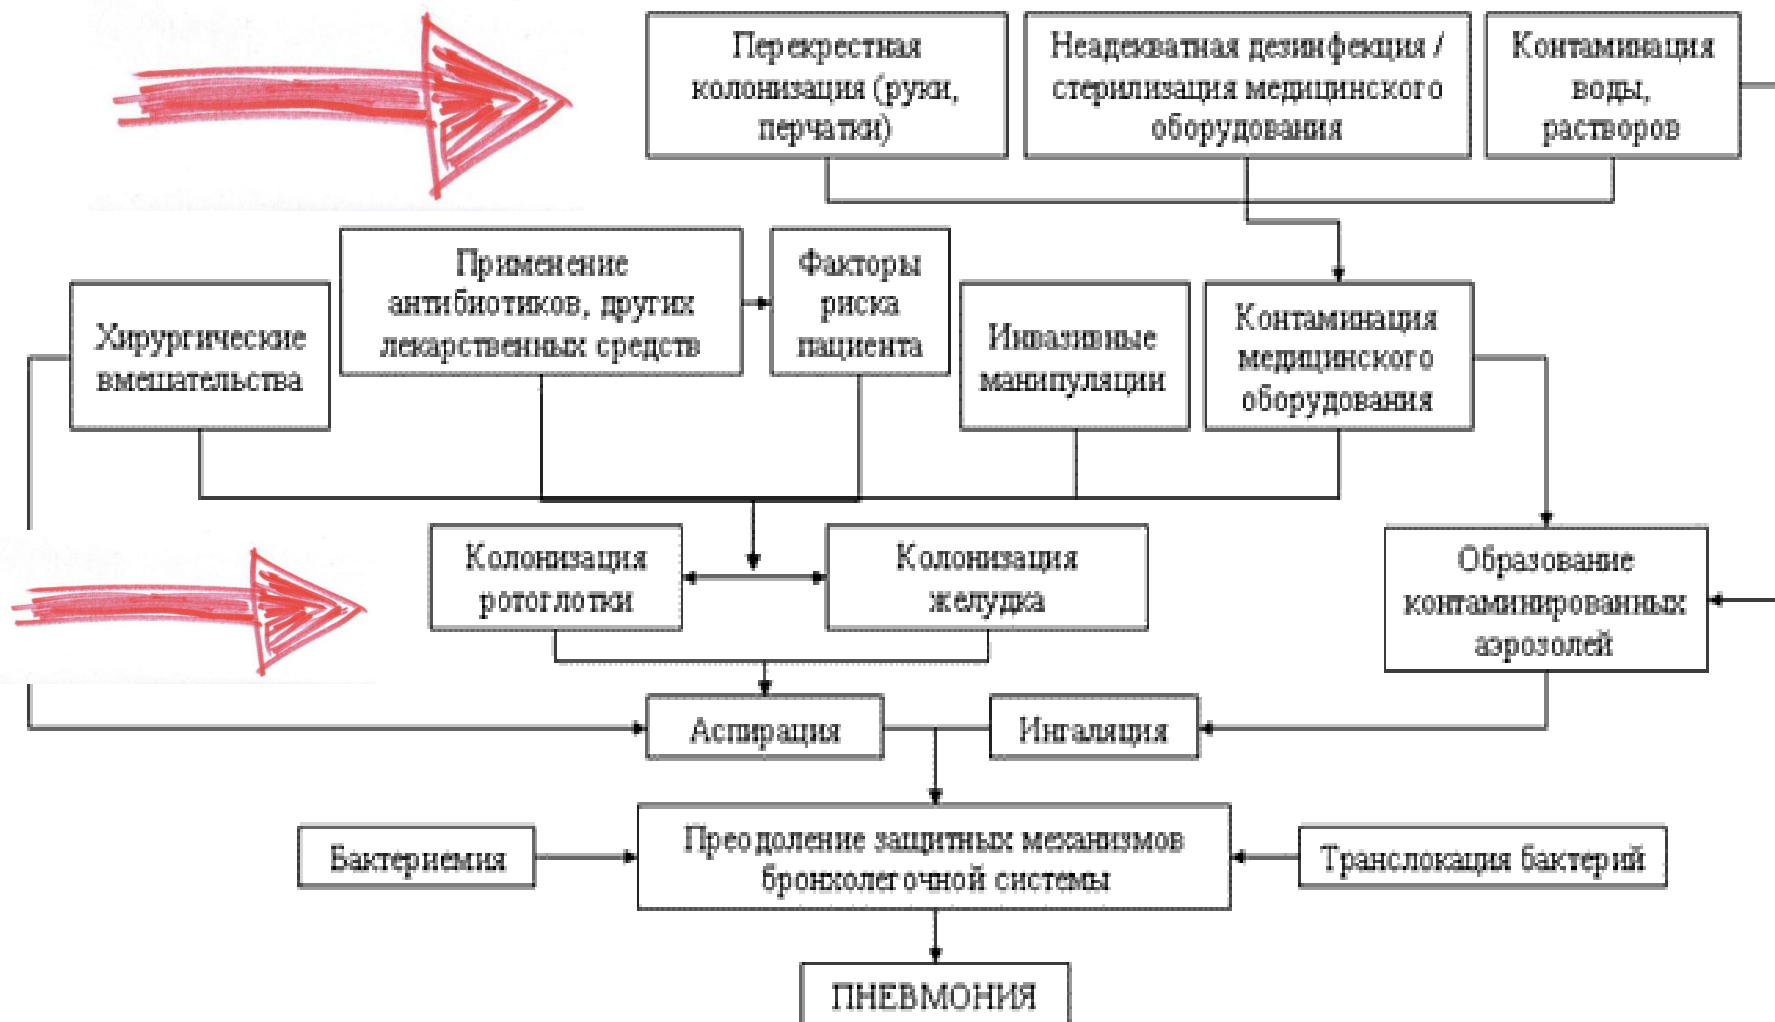 Перекрестная
колонизация (руки,
перчатки)
Неадекватная дезинфекция /
стерилизация медицинского
оборудования
Контаминация
воды,
растворов
Хирургические
вмешательства
Применение
антибиотиков, других
лекарственных средств
Факторы
риска
пациента
Инвазивные
манипуляции
Контаминация
медицинского
оборудования
Колонизация
ротоглотки
Колонизация
желудка
Образование
контаминированных
аэрозолей
Аспирация
Ингаляция
Бактериемия
Преодоление защитных механизмов
бронхолегочной системы
Транслокация бактерий
ПНЕВМОНИЯ